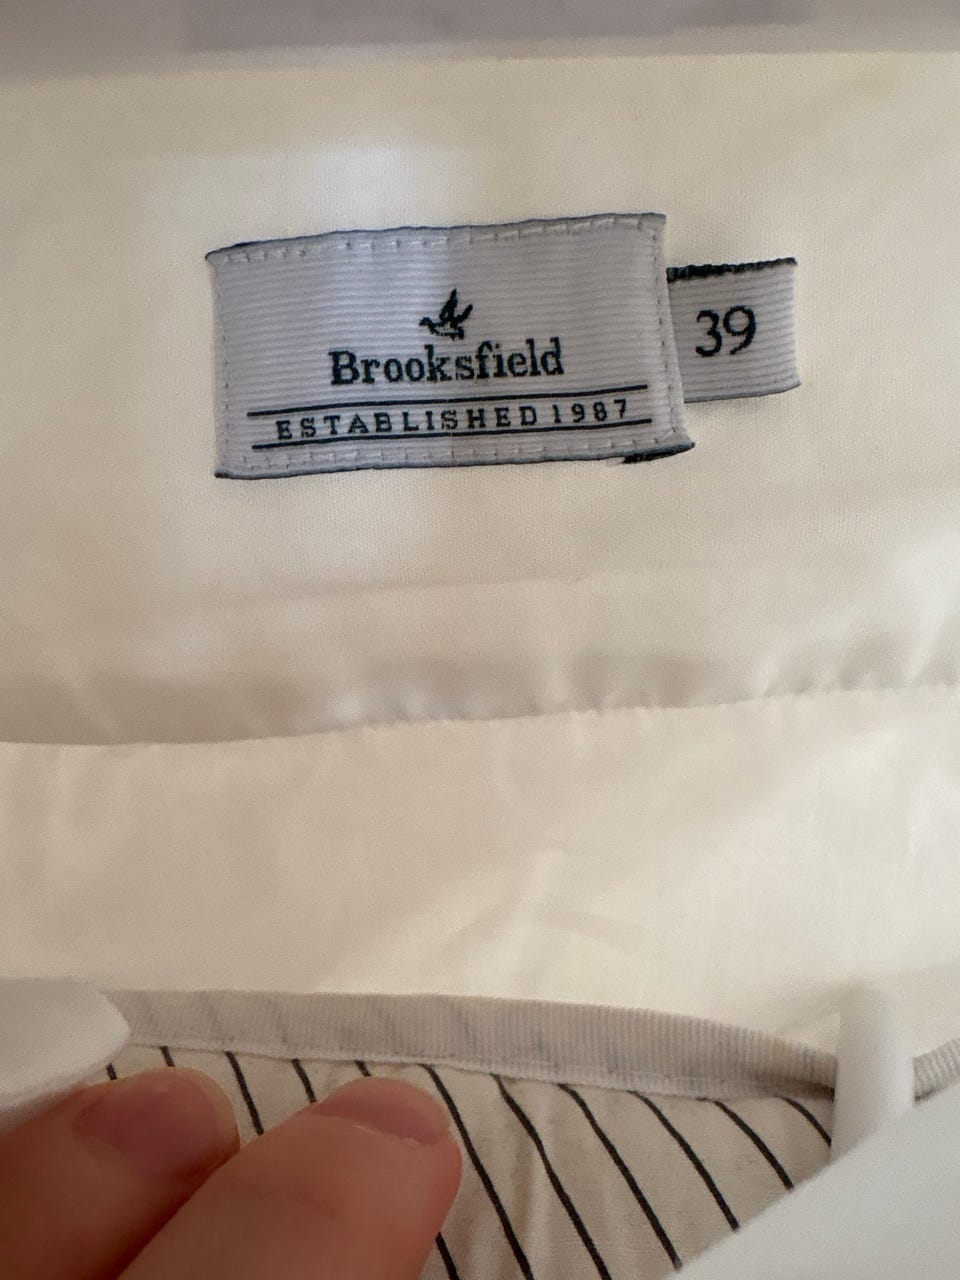 Brooksfield
ESTABLISHED 1987
39